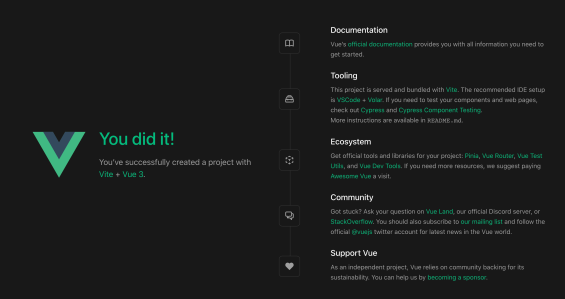 You did it!
You've successfully created a project with
Vite + Vue 3.
Documentation
Vue's official documentation provides you with all information you need to
get started.
Tooling
This project is served and bundled with Vite. The recommended IDE setup
is VSCode + Volar. If you need to test your components and web pages,
check out Cypress and Cypress Component Testing.
More instructions are available in README.md.
Ecosystem
Get official tools and libraries for your project: Pinia, Vue Router, Vue Test
Utils, and Vue Dev Tools. If you need more resources, we suggest paying
Awesome Vue a visit.
Community
Got stuck? Ask your question on Vue Land, our official Discord server, or
StackOverflow. You should also subscribe to our mailing list and follow the
official @vuejs twitter account for latest news in the Vue world.
Support Vue
As an independent project, Vue relies on community backing for its
sustainability. You can help us by becoming a sponsor.